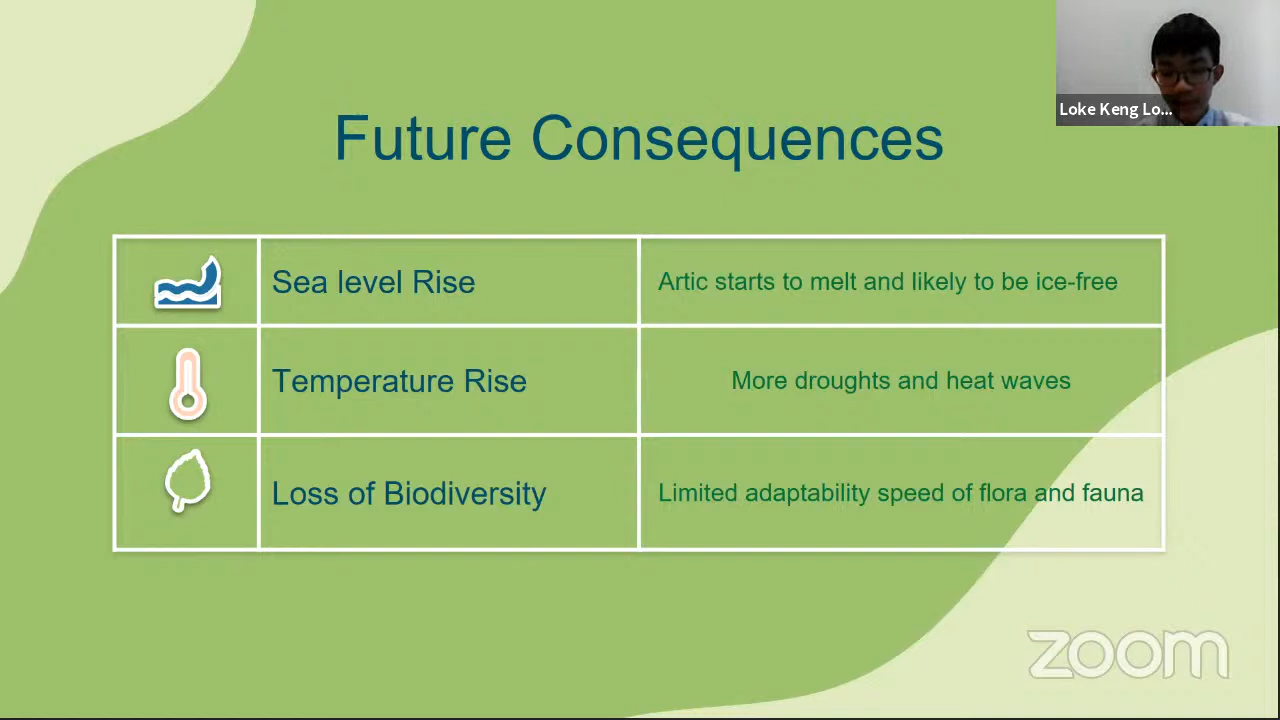 Loke Keng Lo...
Future Consequences
Sea level Rise
Artic starts to melt and likely to be ice-free
Temperature Rise
More droughts and heat waves
Loss of Biodiversity
Limited adaptability speed of flora and fauna
zoom